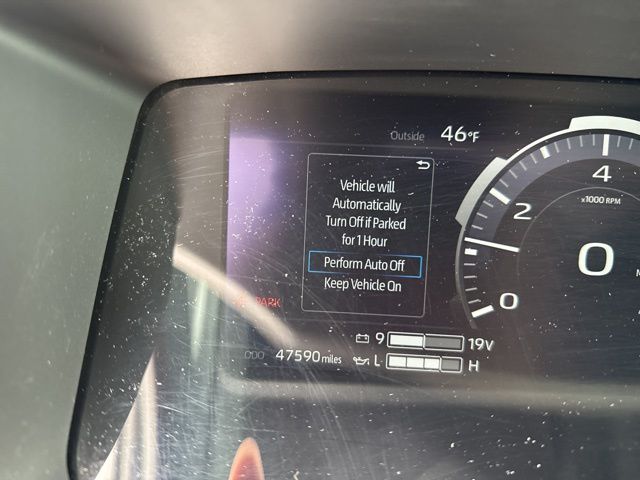 Outside 46°F
Vehicle will
Automatically
Turn Off if Parked
for 1 Hour
Perform Auto Off
Keep Vehicle On
4
x1000 RPM
2
0
0
PARK
9 19V
ODO 47590 miles L H